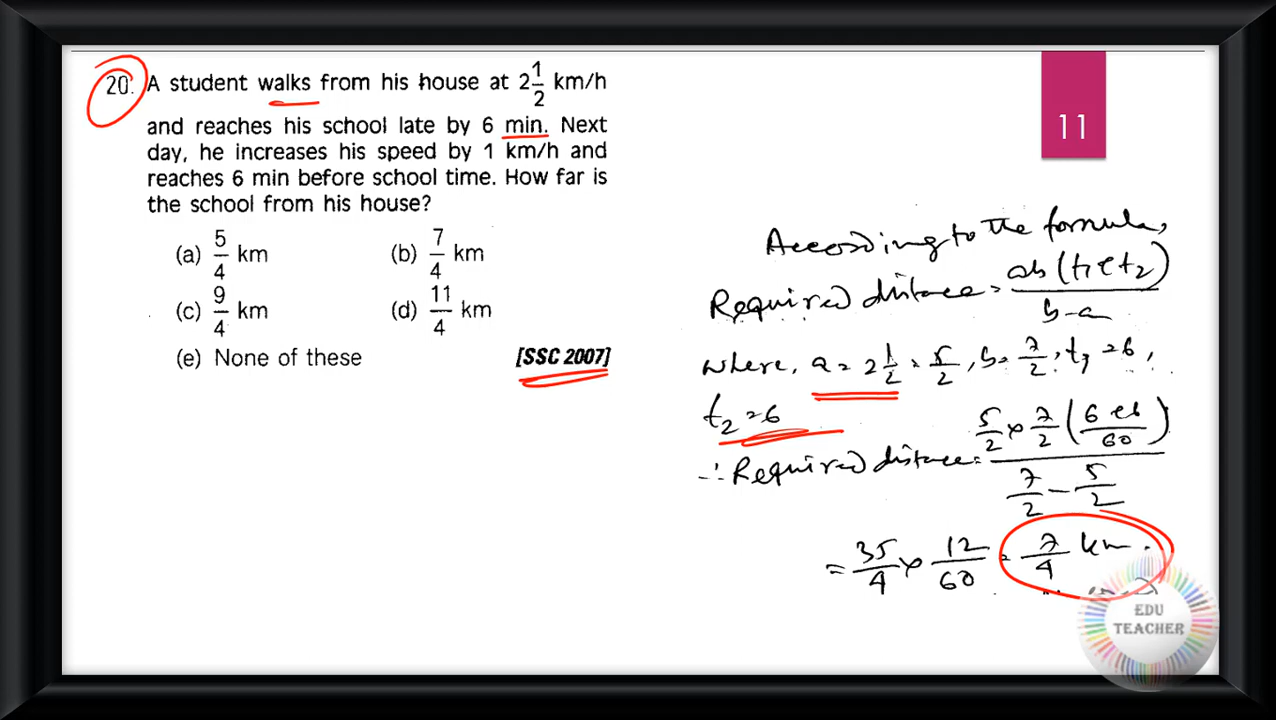 20. A student walks from his house at 2 1/2 km/h
and reaches his school late by 6 min. Next
day, he increases his speed by 1 km/h and
reaches 6 min before school time. How far is
the school from his house?
(a) 5/4 km (b) 7/4 km
(c) 9/4 km (d) 11/4 km
(e) None of these [SSC 2007]
11
According to the formula,
Required distance = ab(t1+t2)/b-a
where, a = 2 1/2 = 5/2, b = 7/2, t1 = 6,
t2 = 6
∴ Required distance = 5/2 × 7/2 (6+6/60) / 7/2 - 5/2
= 35/4 × 12/60 = 7/4 km.
EDU
TEACHER